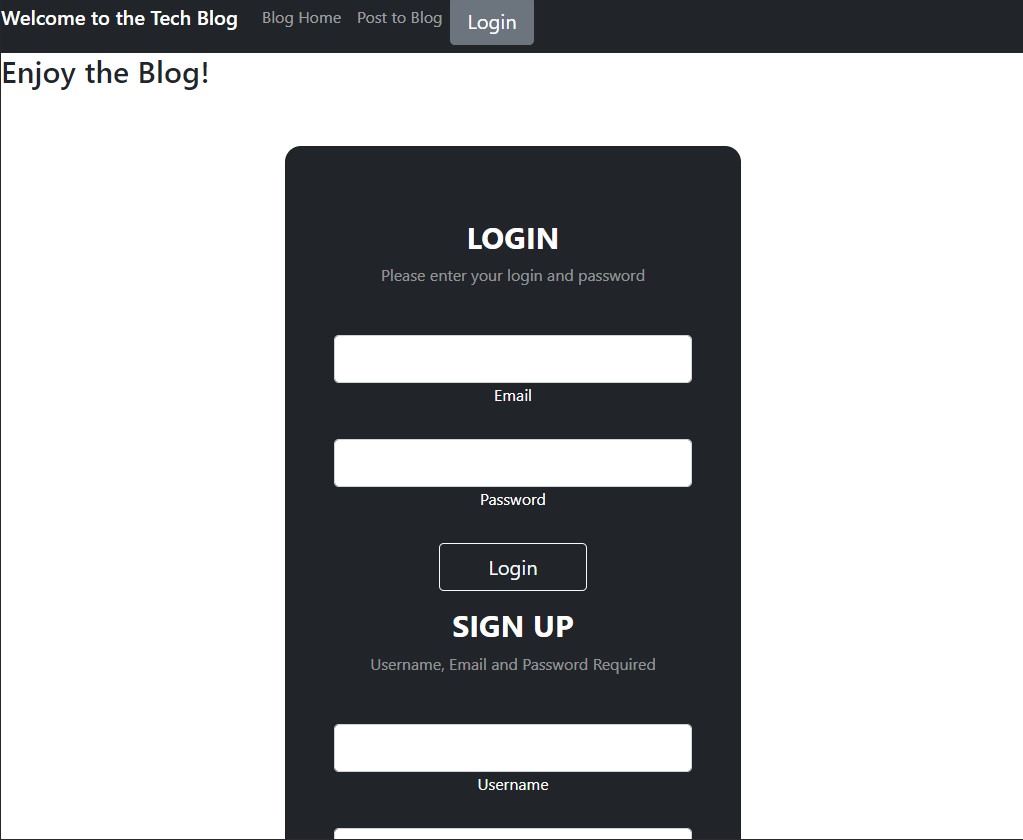 Welcome to the Tech Blog Blog Home Post to Blog Login
Enjoy the Blog!
LOGIN
Please enter your login and password
Email
Password
Login
SIGN UP
Username, Email and Password Required
Username